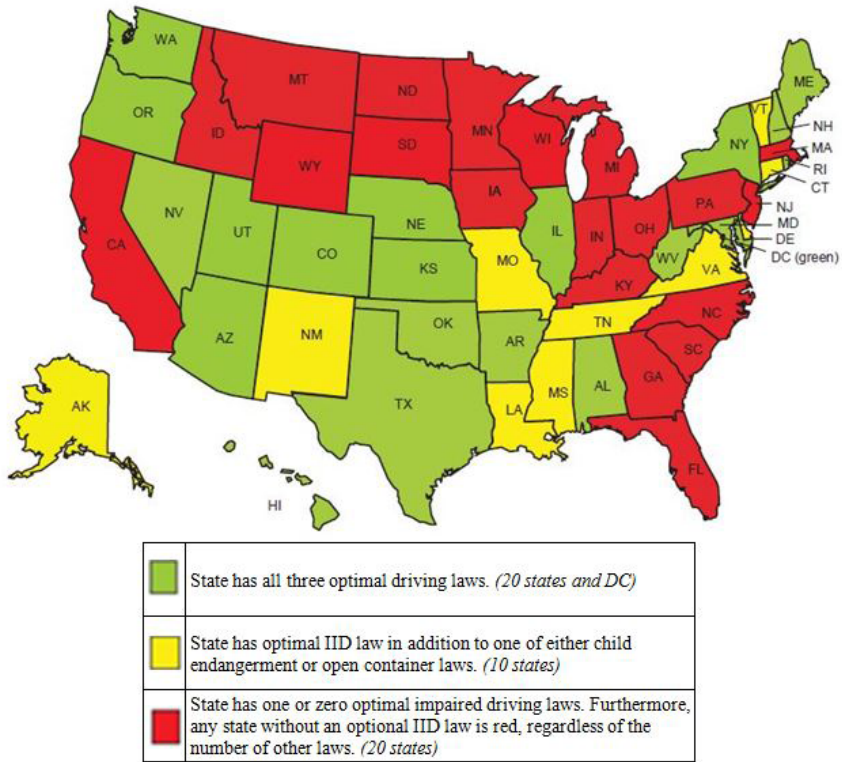 WA
MT
ND
ME
OR
MN
VT
NH
ID
SD
WI
NY
MA
WY
MI
RI
CT
IA
PA
NJ
NV
NE
IL
IN
OH
MD
CA
UT
CO
WV
DE
KS
MO
VA
DC (green)
KY
AZ
NM
OK
TN
NC
AR
SC
AK
TX
LA
MS
AL
GA
HI
FL
State has all three optimal driving laws. (20 states and DC)
State has optimal IID law in addition to one of either child
endangerment or open container laws. (10 states)
State has one or zero optimal impaired driving laws. Furthermore,
any state without an optional IID law is red, regardless of the
number of other laws. (20 states)